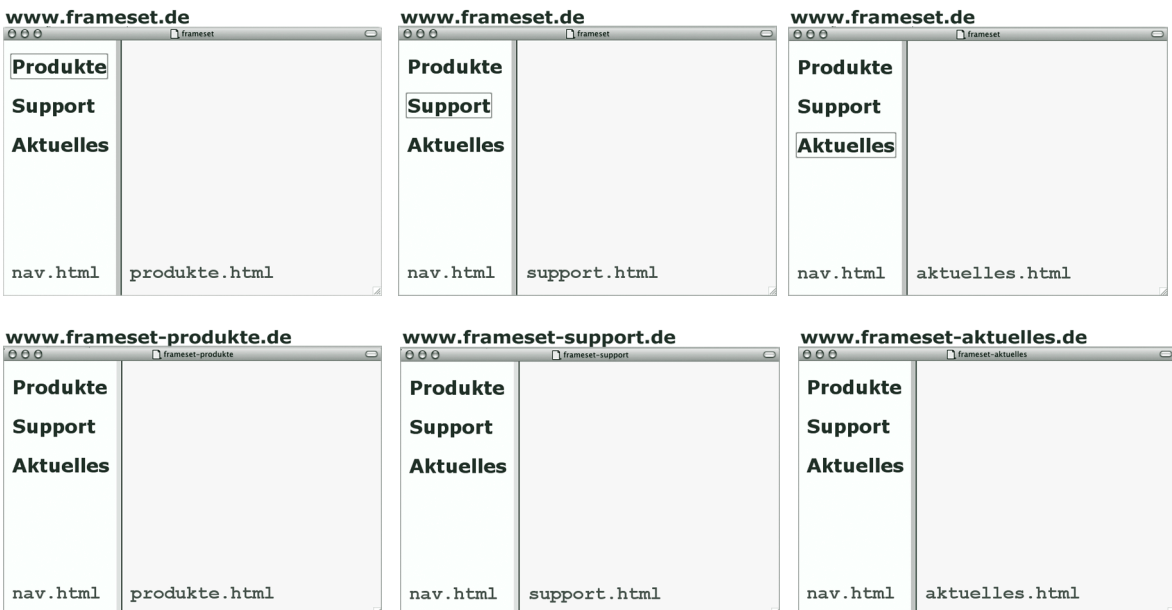 www.frameset.de
frameset
Produkte
Support
Aktuelles
nav.html
produkte.html
www.frameset.de
frameset
Produkte
Support
Aktuelles
nav.html
support.html
www.frameset.de
frameset
Produkte
Support
Aktuelles
nav.html
aktuelles.html
www.frameset-produkte.de
frameset-produkte
Produkte
Support
Aktuelles
nav.html
produkte.html
www.frameset-support.de
frameset-support
Produkte
Support
Aktuelles
nav.html
support.html
www.frameset-aktuelles.de
frameset-aktuelles
Produkte
Support
Aktuelles
nav.html
aktuelles.html